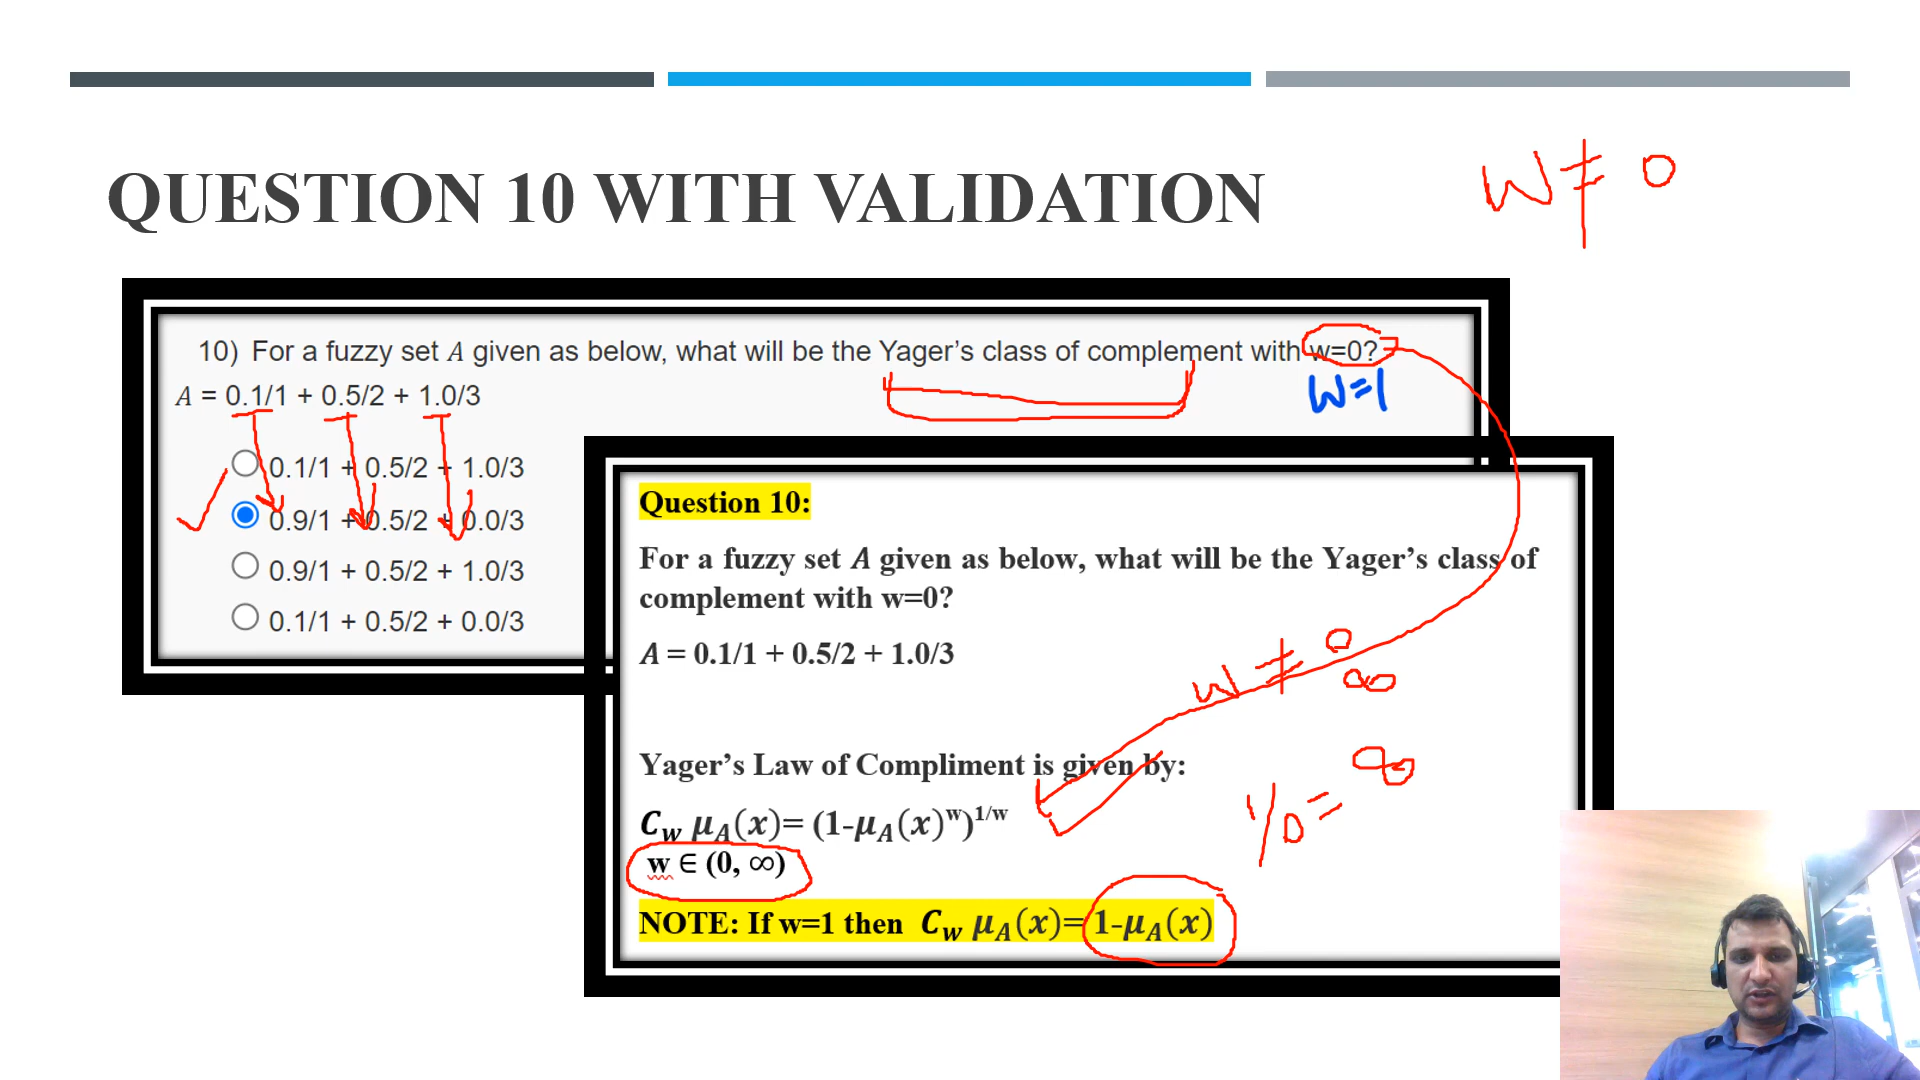 QUESTION 10 WITH VALIDATION
W ≠ 0
10) For a fuzzy set A given as below, what will be the Yager’s class of complement with w=0?
W=1
A = 0.1/1 + 0.5/2 + 1.0/3
0.1/1 + 0.5/2 + 1.0/3
0.9/1 + 0.5/2 + 0.0/3
0.9/1 + 0.5/2 + 1.0/3
0.1/1 + 0.5/2 + 0.0/3
Question 10:
For a fuzzy set A given as below, what will be the Yager’s class of
complement with w=0?
A = 0.1/1 + 0.5/2 + 1.0/3
W ≠ 0
∞
Yager’s Law of Compliment is given by:
1/0 = ∞
C_w μ_A(x)= (1-μ_A(x)^w)^1/w
w ∈ (0, ∞)
NOTE: If w=1 then C_w μ_A(x)= 1-μ_A(x)